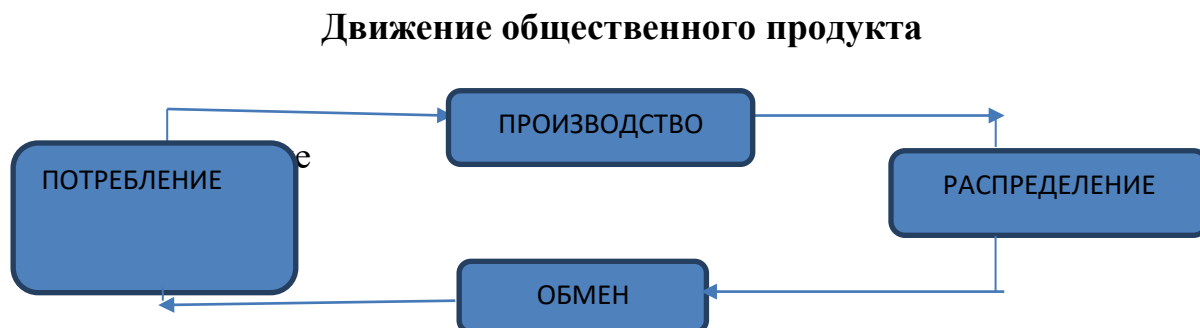 Движение общественного продукта
ПРОИЗВОДСТВО
ПОТРЕБЛЕНИЕ
РАСПРЕДЕЛЕНИЕ
ОБМЕН